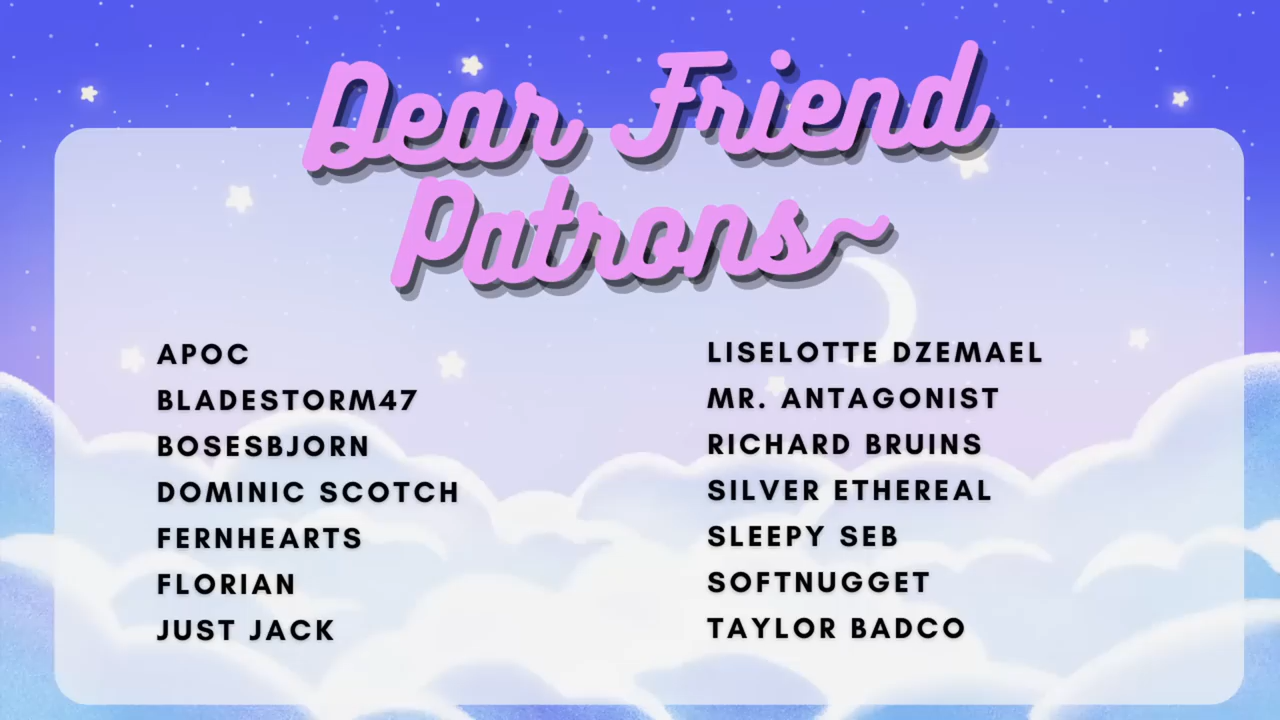 Dear Friend
Patrons~
APOC
BLADESTORM47
BOSESBJORN
DOMINIC SCOTCH
FERNHEARTS
FLORIAN
JUST JACK
LISELOTTE DZEMAEL
MR. ANTAGONIST
RICHARD BRUINS
SILVER ETHEREAL
SLEEPY SEB
SOFTNUGGET
TAYLOR BADCO